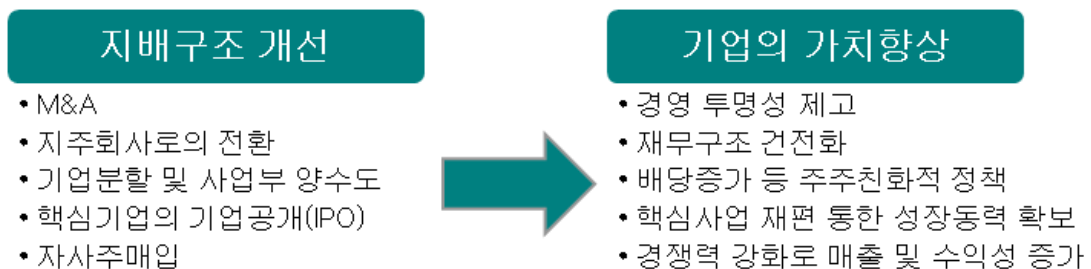 지배구조 개선
• M&A
• 지주회사로의 전환
• 기업분할 및 사업부 양수도
• 핵심기업의 기업공개(IPO)
• 자사주매입
기업의 가치향상
• 경영 투명성 제고
• 재무구조 건전화
• 배당증가 등 주주친화적 정책
• 핵심사업 재편 통한 성장동력 확보
• 경쟁력 강화로 매출 및 수익성 증가